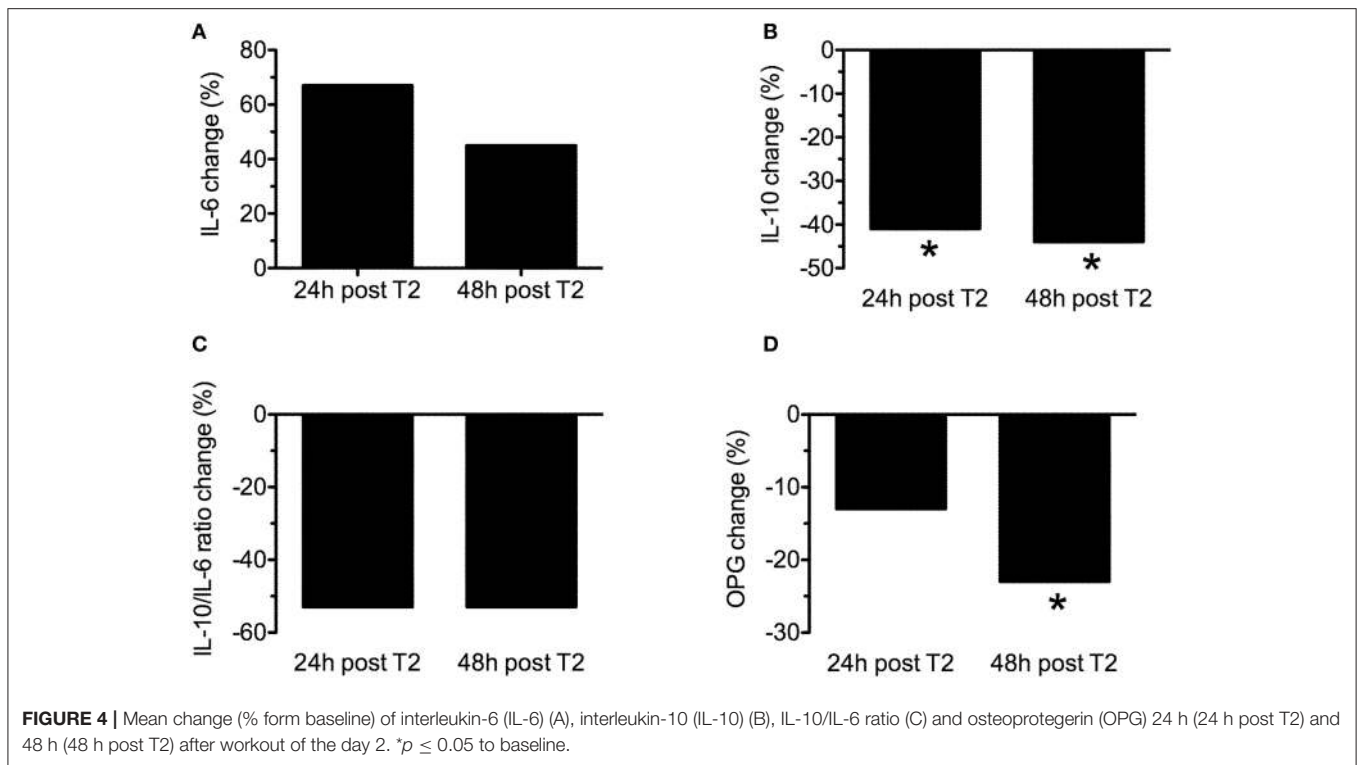 A
IL-6 change (%)
80
60
40
20
0
24h post T2 48h post T2
B
IL-10 change (%)
0
-10
-20
-30
-40
-50
*
*
24h post T2 48h post T2
C
IL-10/IL-6 ratio change (%)
0
-20
-40
-60
24h post T2 48h post T2
D
OPG change (%)
0
-10
-20
-30
*
24h post T2 48h post T2
FIGURE 4 | Mean change (% form baseline) of interleukin-6 (IL-6) (A), interleukin-10 (IL-10) (B), IL-10/IL-6 ratio (C) and osteoprotegerin (OPG) 24 h (24 h post T2) and
48 h (48 h post T2) after workout of the day 2. *p ≤ 0.05 to baseline.